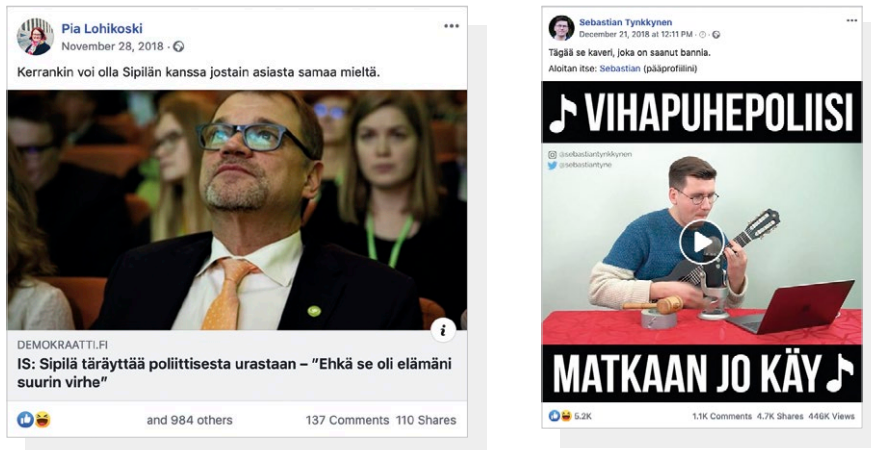 Pia Lohikoski
November 28, 2018 ·
Kerrankin voi olla Sipilän kanssa jostain asiasta samaa mieltä.
DEMOKRAATTI.FI
IS: Sipilä täräyttää poliittisesta urastaan – ”Ehkä se oli elämäni
suurin virhe”
and 984 others 137 Comments 110 Shares
Sebastian Tynkkynen
December 21, 2018 at 12:11 PM ·
Tägää se kaveri, joka on saanut bannia.
Aloitan itse: Sebastian (pääprofiilini)
♪ VIHAPUHEPOLIISI
@sebastiantynkkynen
@sebastiantyne
MATKAAN JO KÄY ♪
5.2K 1.1K Comments 4.7K Shares 446K Views